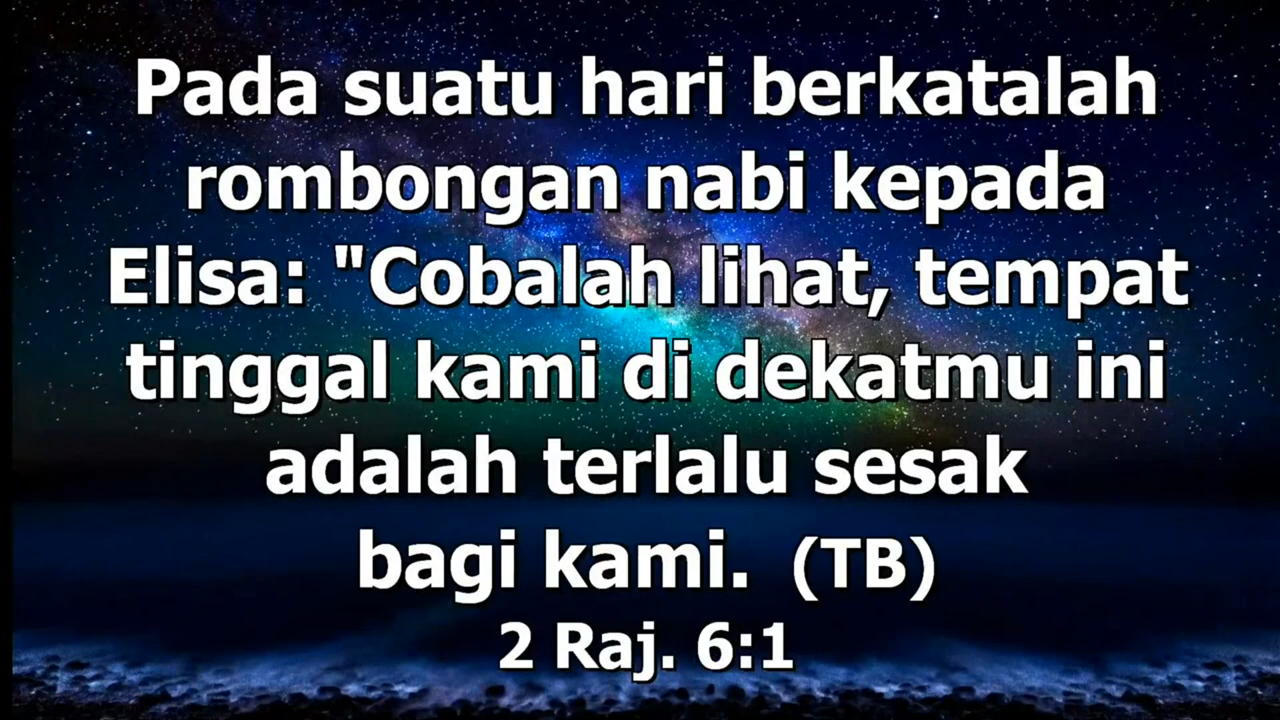 Pada suatu hari berkatalah
rombongan nabi kepada
Elisa: "Cobalah lihat, tempat
tinggal kami di dekatmu ini
adalah terlalu sesak
bagi kami.  (TB)
2 Raj. 6:1